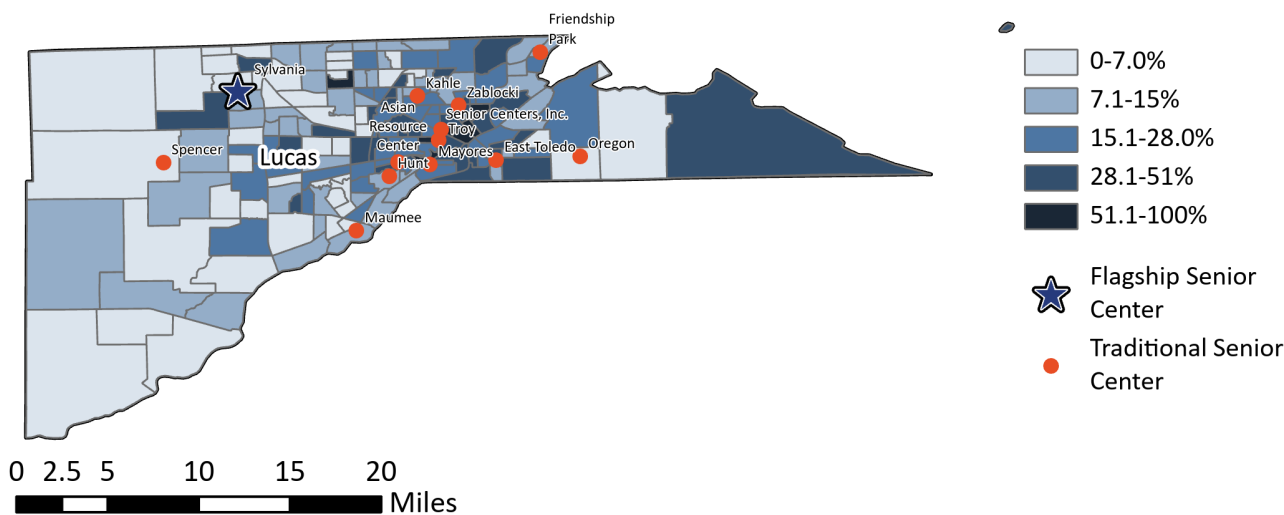 Friendship
Park
Sylvania
Kahle
Zablocki
Asian
Resource
Center
Senior Centers, Inc.
Troy
Mayores
East Toledo
Oregon
Hunt
Spencer
Lucas
Maumee
0-7.0%
7.1-15%
15.1-28.0%
28.1-51%
51.1-100%
Flagship Senior
Center
Traditional Senior
Center
0 2.5 5 10 15 20
Miles